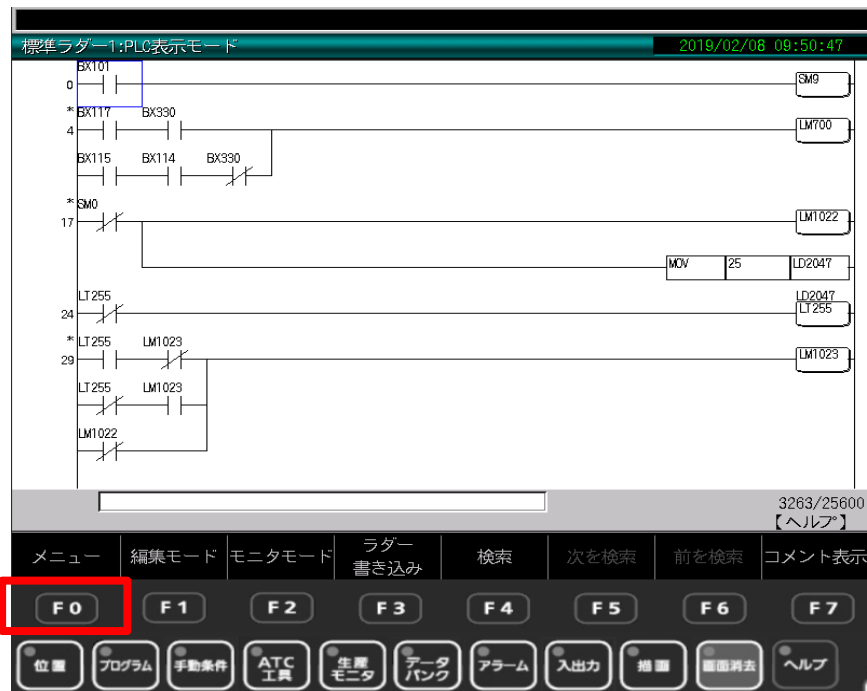 標準ラダー1:PLC表示モード 2019/02/08 09:50:47
BX101
0 SM9
* BX117 BX330
4 LM700
BX115 BX114 BX330
* SM0
17 LM1022
MOV 25 LD2047
LT255 LD2047
24 LT255
* LT255 LM1023
29 LM1023
LT255 LM1023
LM1022
3263/25600
【ヘルプ】
メニュー 編集モード モニタモード ラダー書き込み 検索 次を検索 前を検索 コメント表示
F0 F1 F2 F3 F4 F5 F6 F7
位置 プログラム 手動条件 ATC工具 生産モニタ データバンク アラーム 入出力 描画 画面消去 ヘルプ